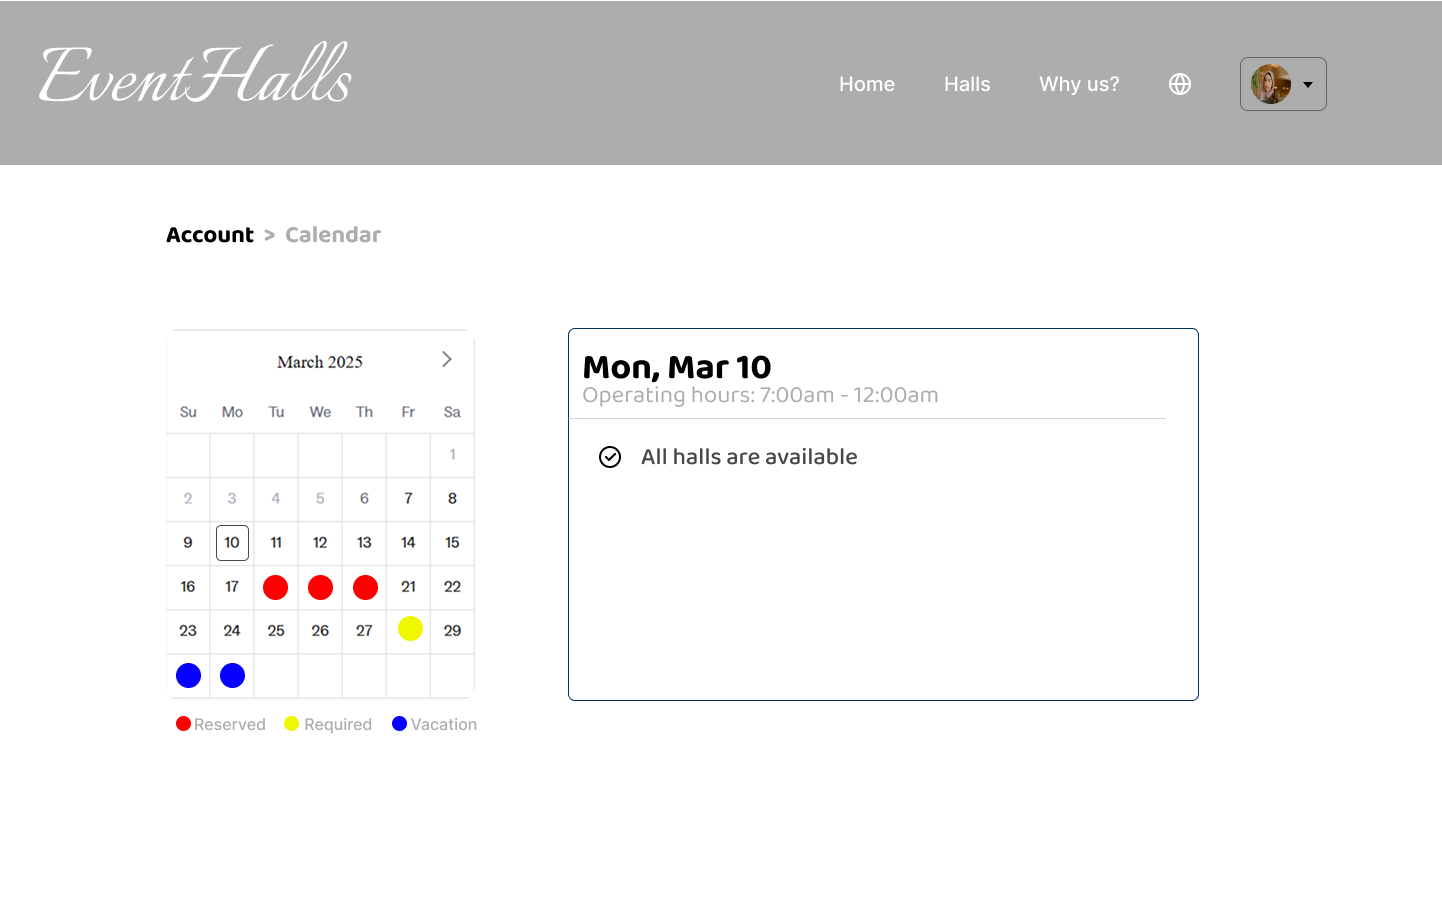 EventHalls
Home Halls Why us?
Account > Calendar
March 2025
Su Mo Tu We Th Fr Sa
1
2 3 4 5 6 7 8
9 10 11 12 13 14 15
16 17 21 22
23 24 25 26 27 29
Reserved Required Vacation
Mon, Mar 10
Operating hours: 7:00am - 12:00am
All halls are available